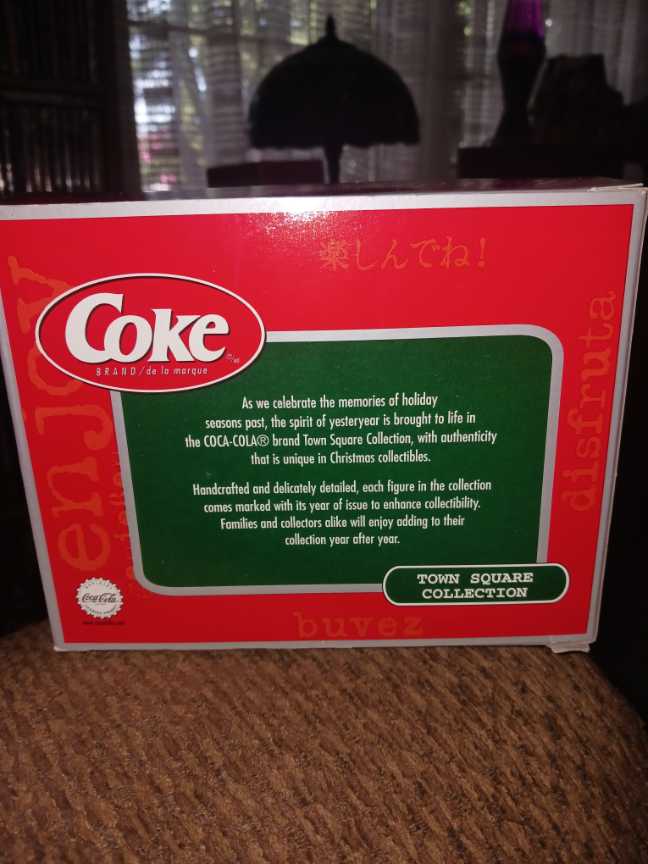 楽しんでね!
enjoy
Coke
BRAND/de la marque
disfruta
As we celebrate the memories of holiday
seasons past, the spirit of yesteryear is brought to life in
the COCA-COLA® brand Town Square Collection, with authenticity
that is unique in Christmas collectibles.
Handcrafted and delicately detailed, each figure in the collection
comes marked with its year of issue to enhance collectibility.
Families and collectors alike will enjoy adding to their
collection year after year.
TOWN SQUARE
COLLECTION
Coca-Cola
buvez